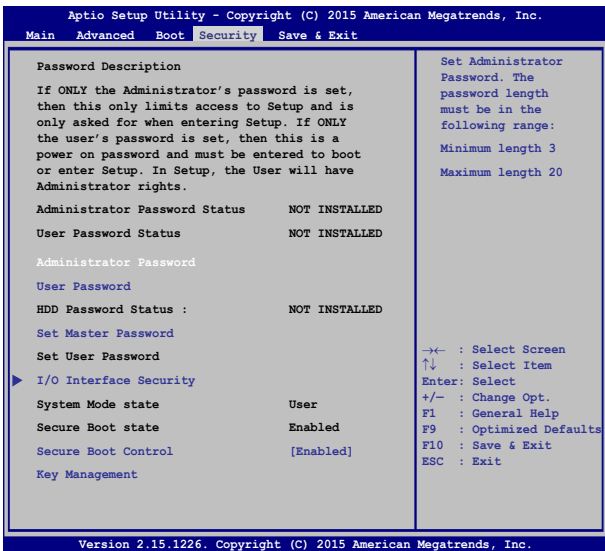 Aptio Setup Utility - Copyright (C) 2015 American Megatrends, Inc.
Main Advanced Boot Security Save & Exit
Password Description
If ONLY the Administrator's password is set,
then this only limits access to Setup and is
only asked for when entering Setup. If ONLY
the user's password is set, then this is a
power on password and must be entered to boot
or enter Setup. In Setup, the User will have
Administrator rights.
Administrator Password Status NOT INSTALLED
User Password Status NOT INSTALLED
Administrator Password
User Password
HDD Password Status : NOT INSTALLED
Set Master Password
Set User Password
I/O Interface Security
System Mode state User
Secure Boot state Enabled
Secure Boot Control [Enabled]
Key Management
Set Administrator
Password. The
password length
must be in the
following range:
Minimum length 3
Maximum length 20
→← : Select Screen
↑↓ : Select Item
Enter: Select
+/— : Change Opt.
F1 : General Help
F9 : Optimized Defaults
F10 : Save & Exit
ESC : Exit
Version 2.15.1226. Copyright (C) 2015 American Megatrends, Inc.